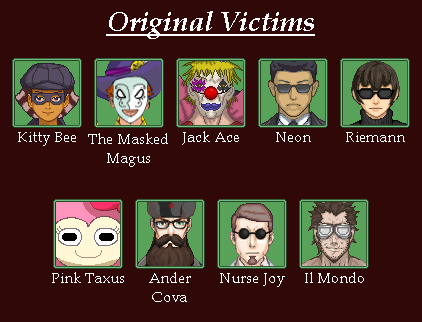 Original Victims
Kitty Bee
The Masked
Magus
Jack Ace
Neon
Riemann
Pink Taxus
Ander
Cova
Nurse Joy
Il Mondo